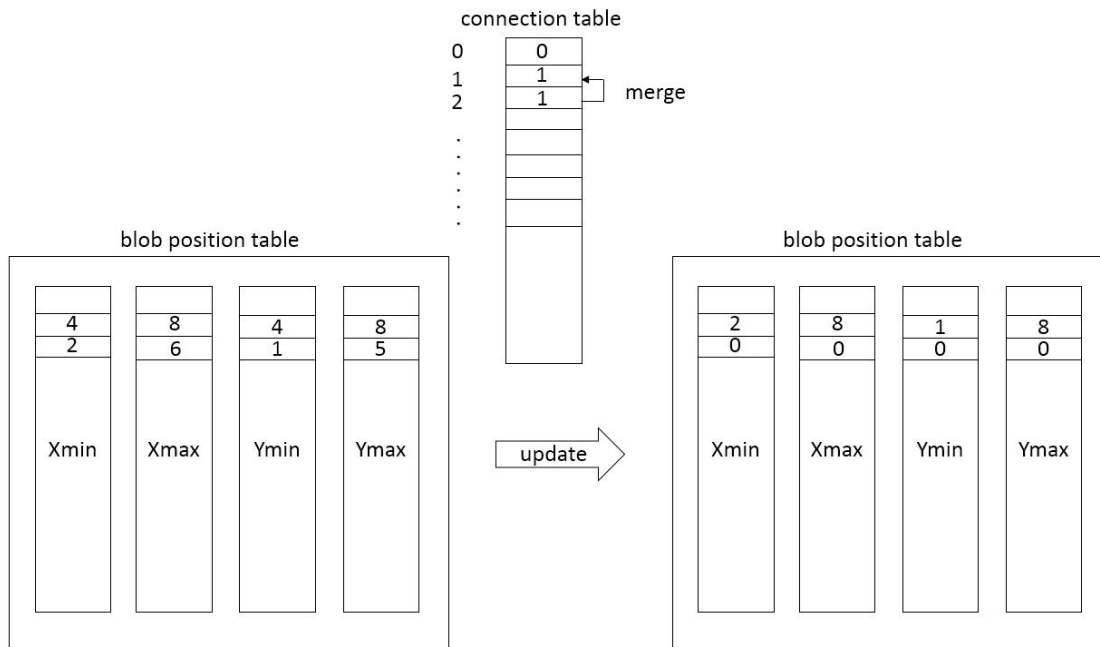 connection table
0 0
1 1
2 1
merge
.
.
.
.
.
.
blob position table
4 8 4 8
2 6 1 5
Xmin Xmax Ymin Ymax
update
blob position table
2 8 1 8
0 0 0 0
Xmin Xmax Ymin Ymax